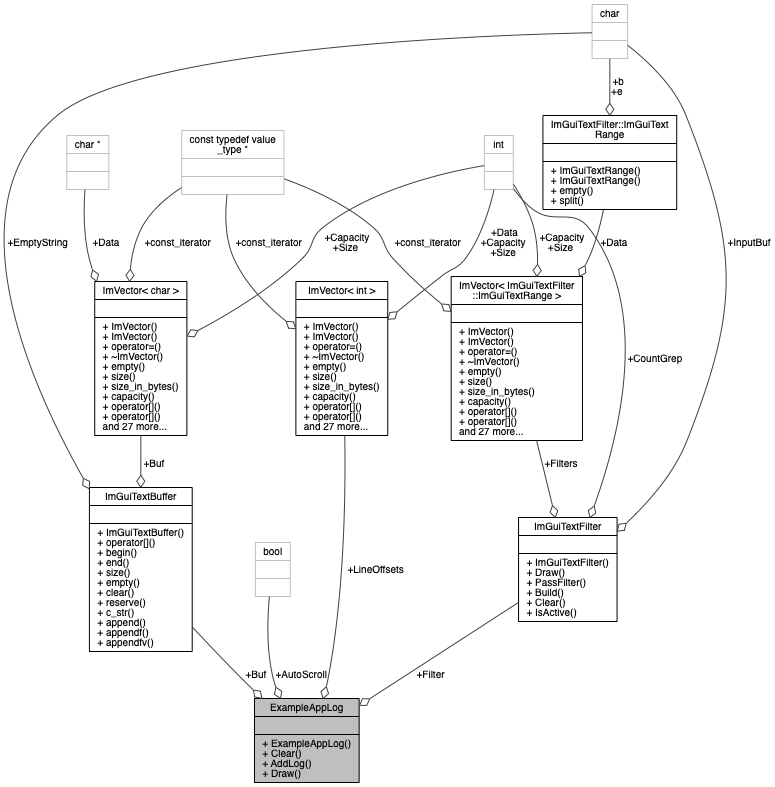 char
+b
+e
ImGuiTextFilter::ImGuiText
Range
+ ImGuiTextRange()
+ ImGuiTextRange()
+ empty()
+ split()
char *
const typedef value
_type *
int
+EmptyString
+Data
+const_iterator
+const_iterator
+Capacity
+Size
+const_iterator
+Data
+Capacity
+Size
+Capacity
+Size
+Data
+InputBuf
ImVector< char >
+ ImVector()
+ ImVector()
+ operator=()
+ ~ImVector()
+ empty()
+ size()
+ size_in_bytes()
+ capacity()
+ operator[]()
+ operator[]()
and 27 more...
ImVector< int >
+ ImVector()
+ ImVector()
+ operator=()
+ ~ImVector()
+ empty()
+ size()
+ size_in_bytes()
+ capacity()
+ operator[]()
+ operator[]()
and 27 more...
ImVector< ImGuiTextFilter
::ImGuiTextRange >
+ ImVector()
+ ImVector()
+ operator=()
+ ~ImVector()
+ empty()
+ size()
+ size_in_bytes()
+ capacity()
+ operator[]()
+ operator[]()
and 27 more...
+CountGrep
+Buf
+Filters
ImGuiTextBuffer
+ ImGuiTextBuffer()
+ operator[]()
+ begin()
+ end()
+ size()
+ empty()
+ clear()
+ reserve()
+ c_str()
+ append()
+ appendf()
+ appendfv()
bool
+LineOffsets
ImGuiTextFilter
+ ImGuiTextFilter()
+ Draw()
+ PassFilter()
+ Build()
+ Clear()
+ IsActive()
+Buf
+AutoScroll
+Filter
ExampleAppLog
+ ExampleAppLog()
+ Clear()
+ AddLog()
+ Draw()